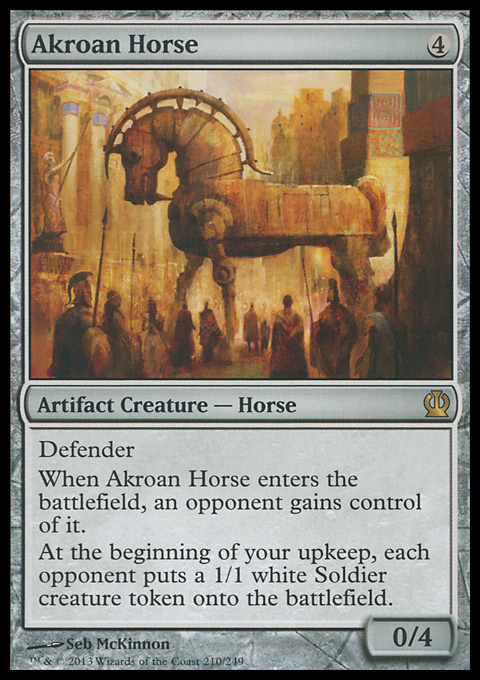 Akroan Horse 4
Artifact Creature — Horse
Defender
When Akroan Horse enters the
battlefield, an opponent gains control
of it.
At the beginning of your upkeep, each
opponent puts a 1/1 white Soldier
creature token onto the battlefield.
Seb McKinnon
0/4
™ & © 2013 Wizards of the Coast 210/249